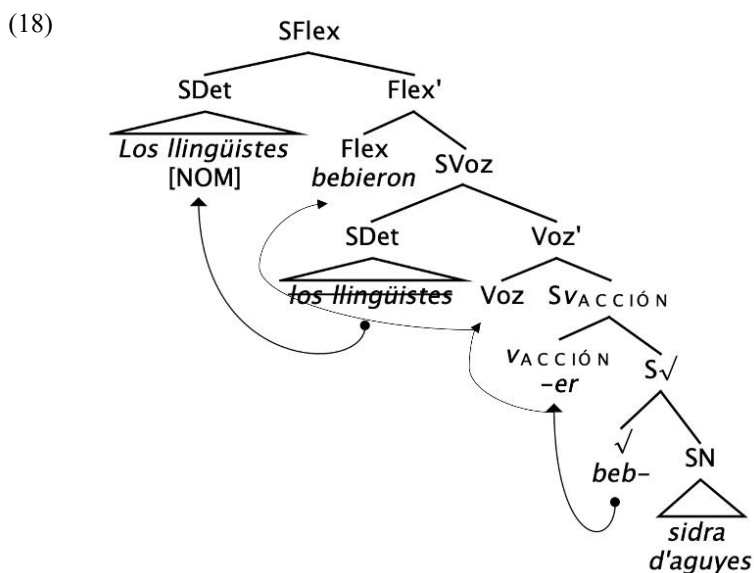 (18)
SFlex
SDet Flex'
Los llingüistes Flex SVoz
[NOM] bebieron
SDet Voz'
los llingüistes Voz SvACCIÓN
vACCIÓN S√
-er
√ SN
beb-
sidra
d'aguyes